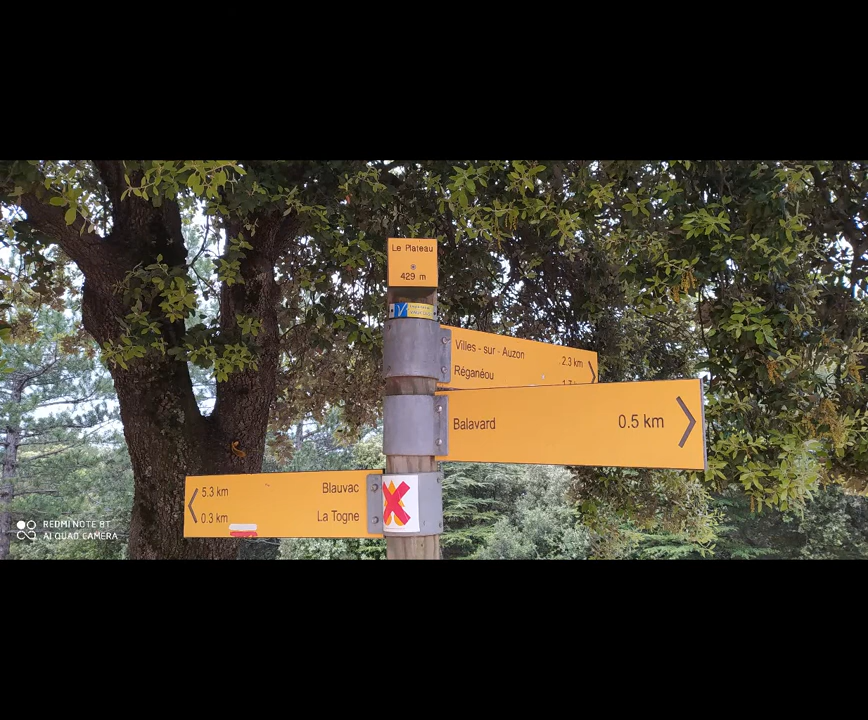 Le Plateau
429 m
Villes - sur - Auzon 2.3 km
Réganéou
Balavard 0.5 km
5.3 km Blauvac
0.3 km La Togne
REDMI NOTE 8T
AI QUAD CAMERA